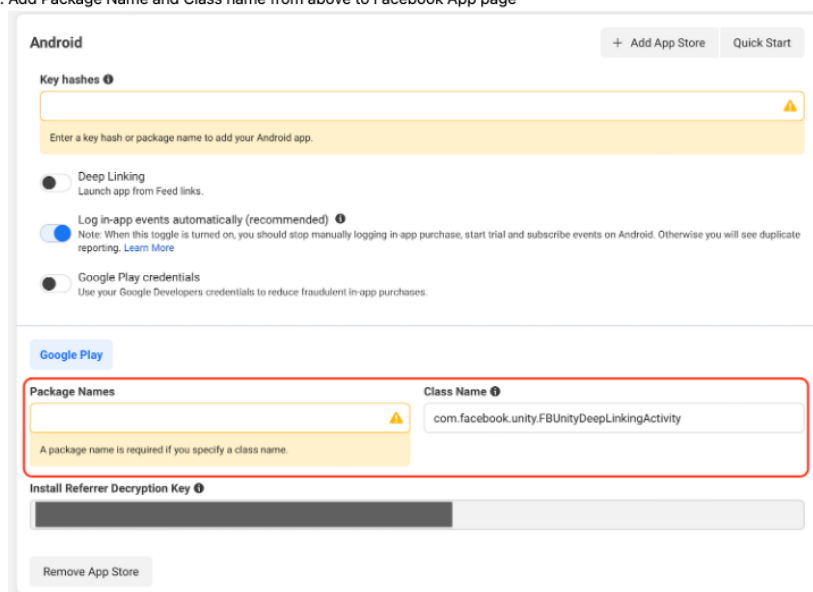 . Add Package Name and Class name from above to Facebook App page
Android
+ Add App Store
Quick Start
Key hashes
Enter a key hash or package name to add your Android app.
Deep Linking
Launch app from Feed links.
Log in-app events automatically (recommended)
Note: When this toggle is turned on, you should stop manually logging in-app purchase, start trial and subscribe events on Android. Otherwise you will see duplicate
reporting. Learn More
Google Play credentials
Use your Google Developers credentials to reduce fraudulent in-app purchases.
Google Play
Package Names
Class Name
com.facebook.unity.FBUnityDeepLinkingActivity
A package name is required if you specify a class name.
Install Referrer Decryption Key
Remove App Store